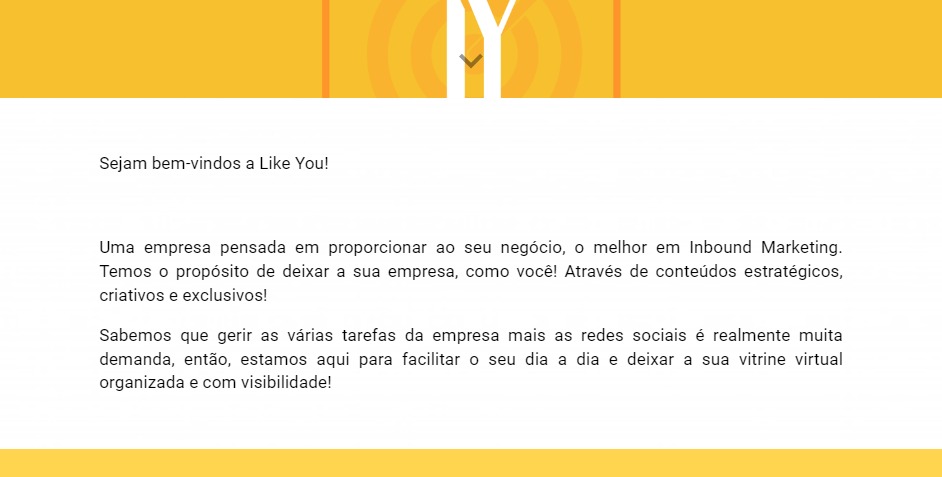 Sejam bem-vindos a Like You!
Uma empresa pensada em proporcionar ao seu negócio, o melhor em Inbound Marketing.
Temos o propósito de deixar a sua empresa, como você! Através de conteúdos estratégicos,
criativos e exclusivos!
Sabemos que gerir as várias tarefas da empresa mais as redes sociais é realmente muita
demanda, então, estamos aqui para facilitar o seu dia a dia e deixar a sua vitrine virtual
organizada e com visibilidade!